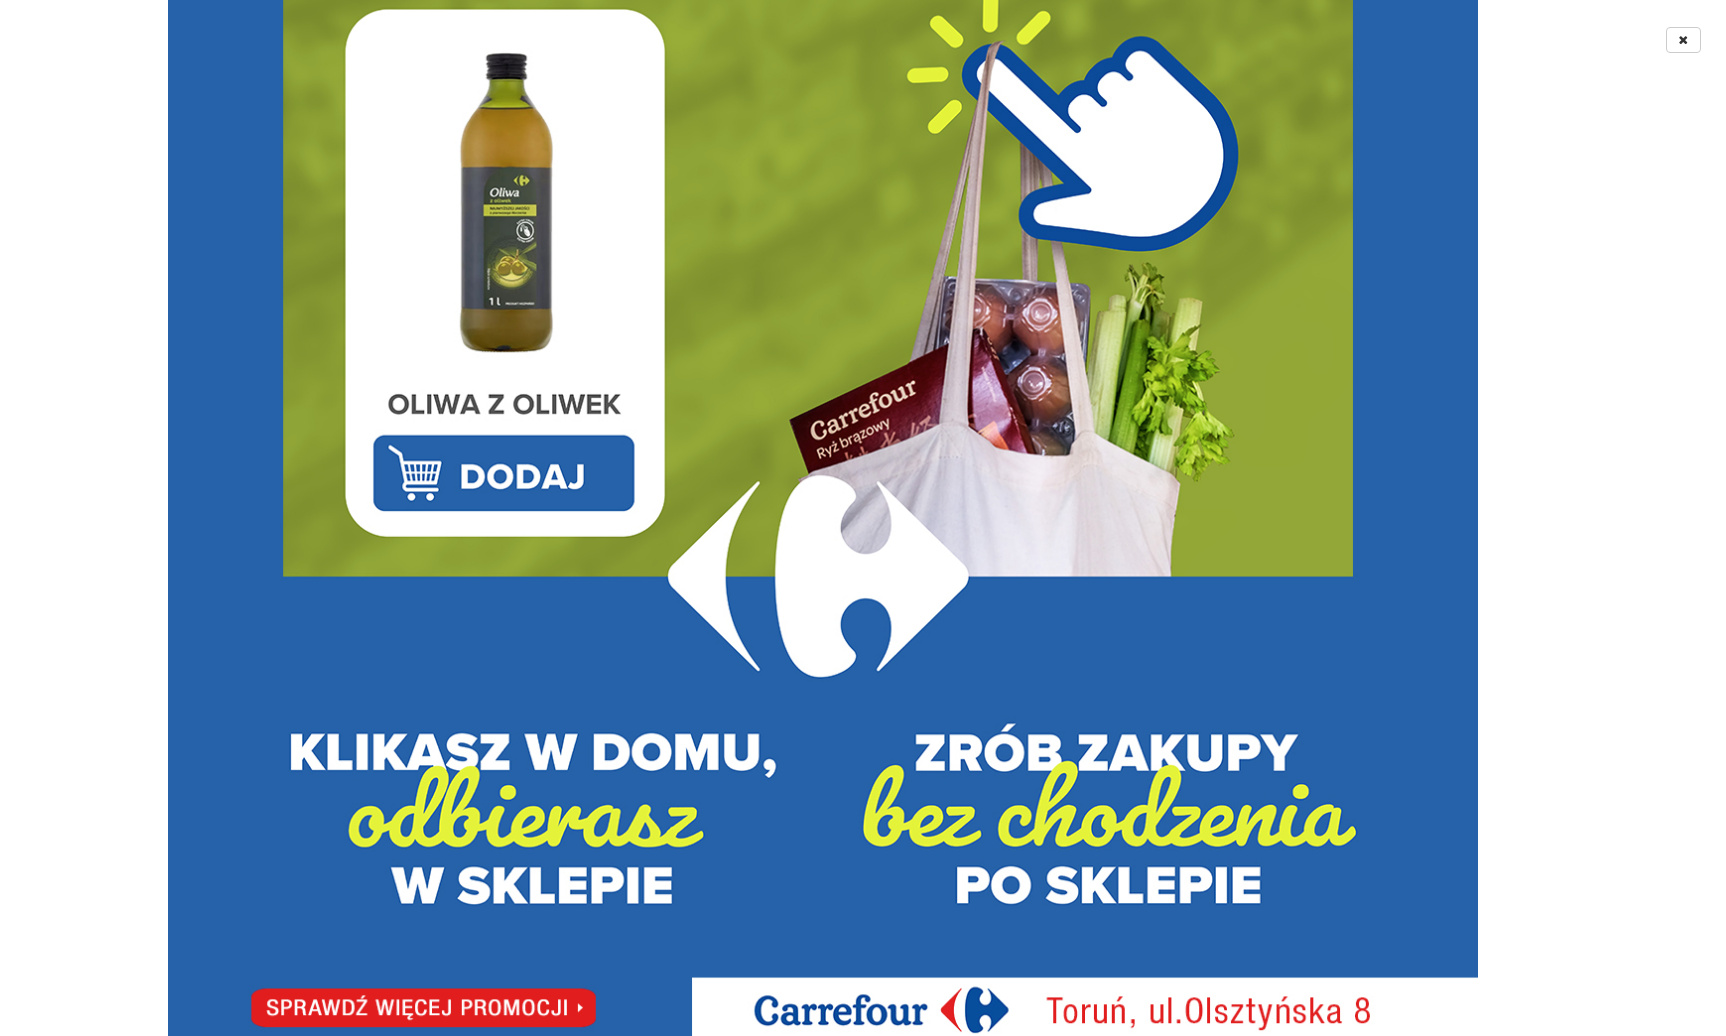 Oliwa
z oliwek
1 L
OLIWA Z OLIWEK
DODAJ
Carrefour
Ryż brązowy
KLIKASZ W DOMU,
odbierasz
W SKLEPIE
ZRÓB ZAKUPY
bez chodzenia
PO SKLEPIE
SPRAWDŹ WIĘCEJ PROMOCJI
Carrefour
Toruń, ul.Olsztyńska 8